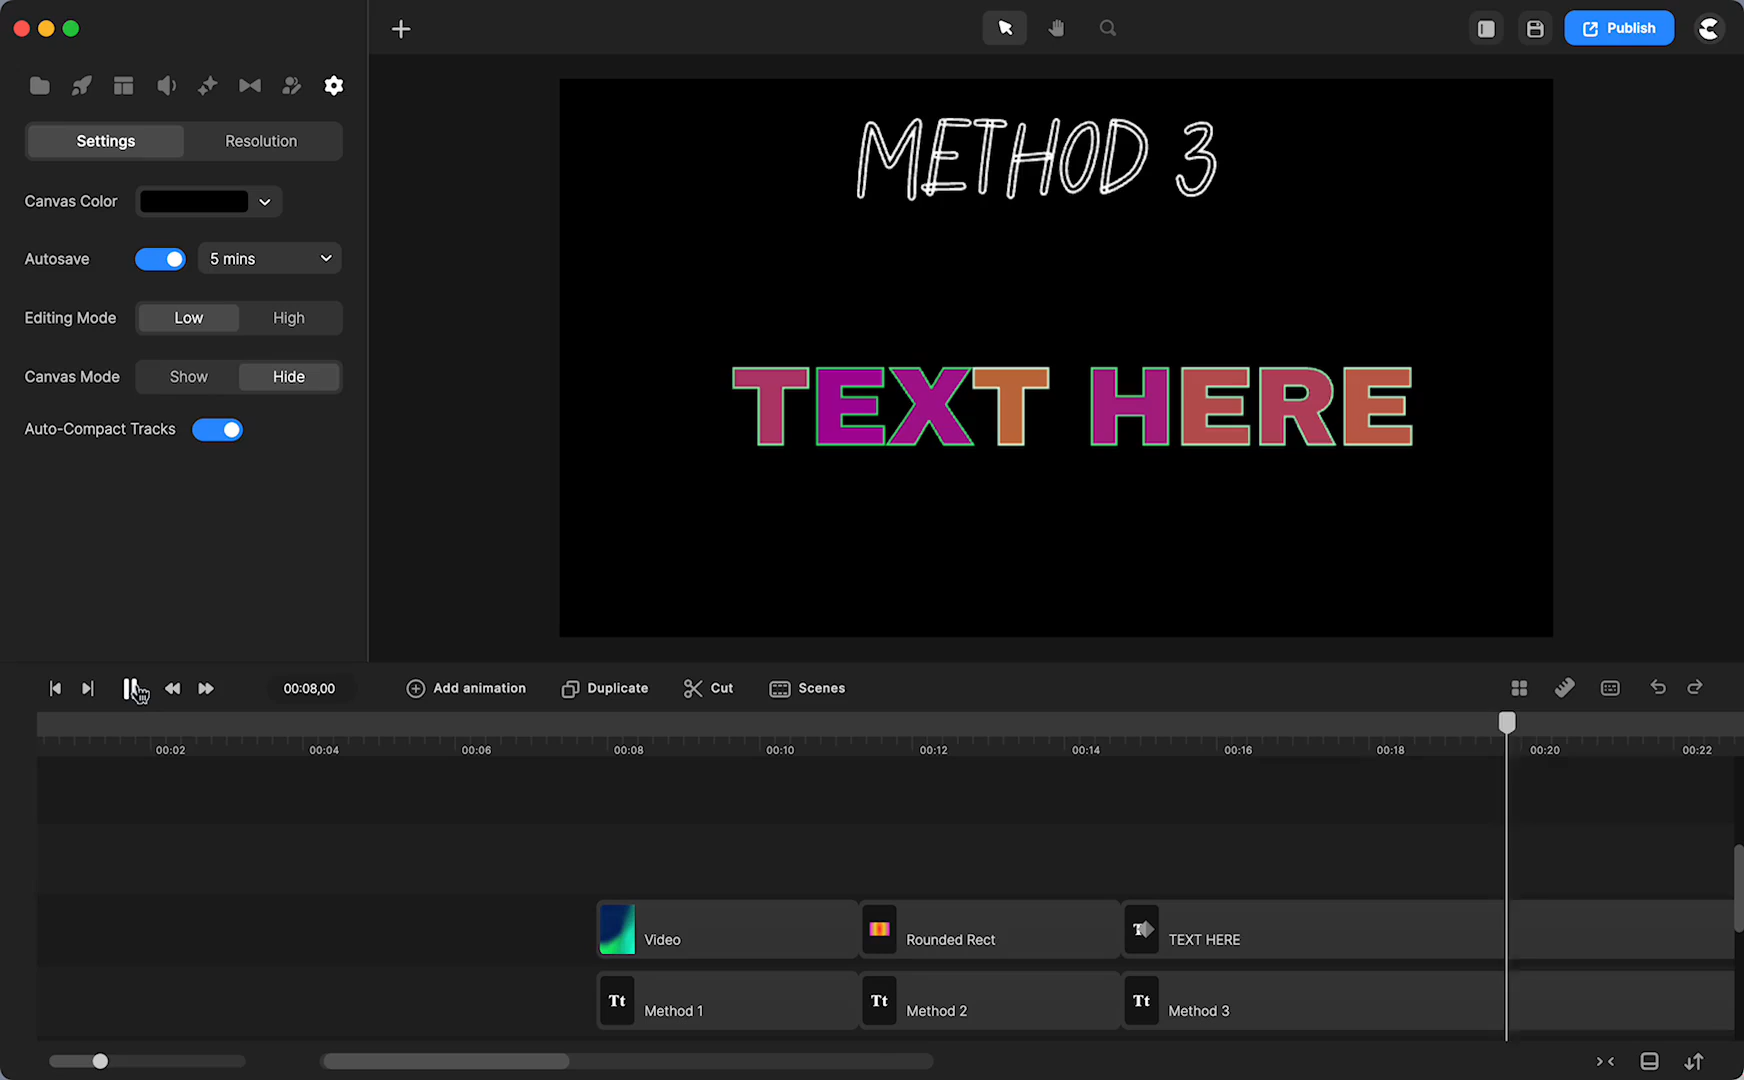 Publish
Settings Resolution
Canvas Color
Autosave 5 mins
Editing Mode Low High
Canvas Mode Show Hide
Auto-Compact Tracks
METHOD 3
TEXT HERE
00:08,00 Add animation Duplicate Cut Scenes
00:02 00:04 00:06 00:08 00:10 00:12 00:14 00:16 00:18 00:20 00:22
Video Rounded Rect TEXT HERE
Tt Method 1 Tt Method 2 Tt Method 3